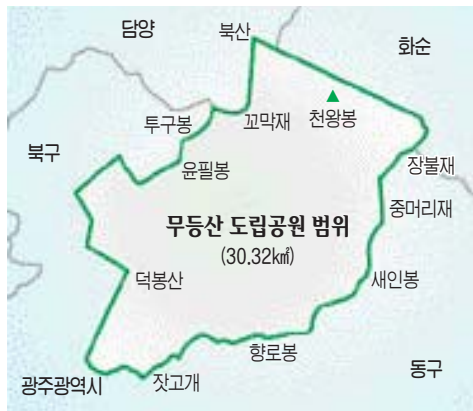 담양
북산
화순
투구봉
꼬막재
천왕봉
북구
윤필봉
장불재
중머리재
무등산 도립공원 범위
(30.32㎢)
덕봉산
새인봉
향로봉
동구
광주광역시
잣고개